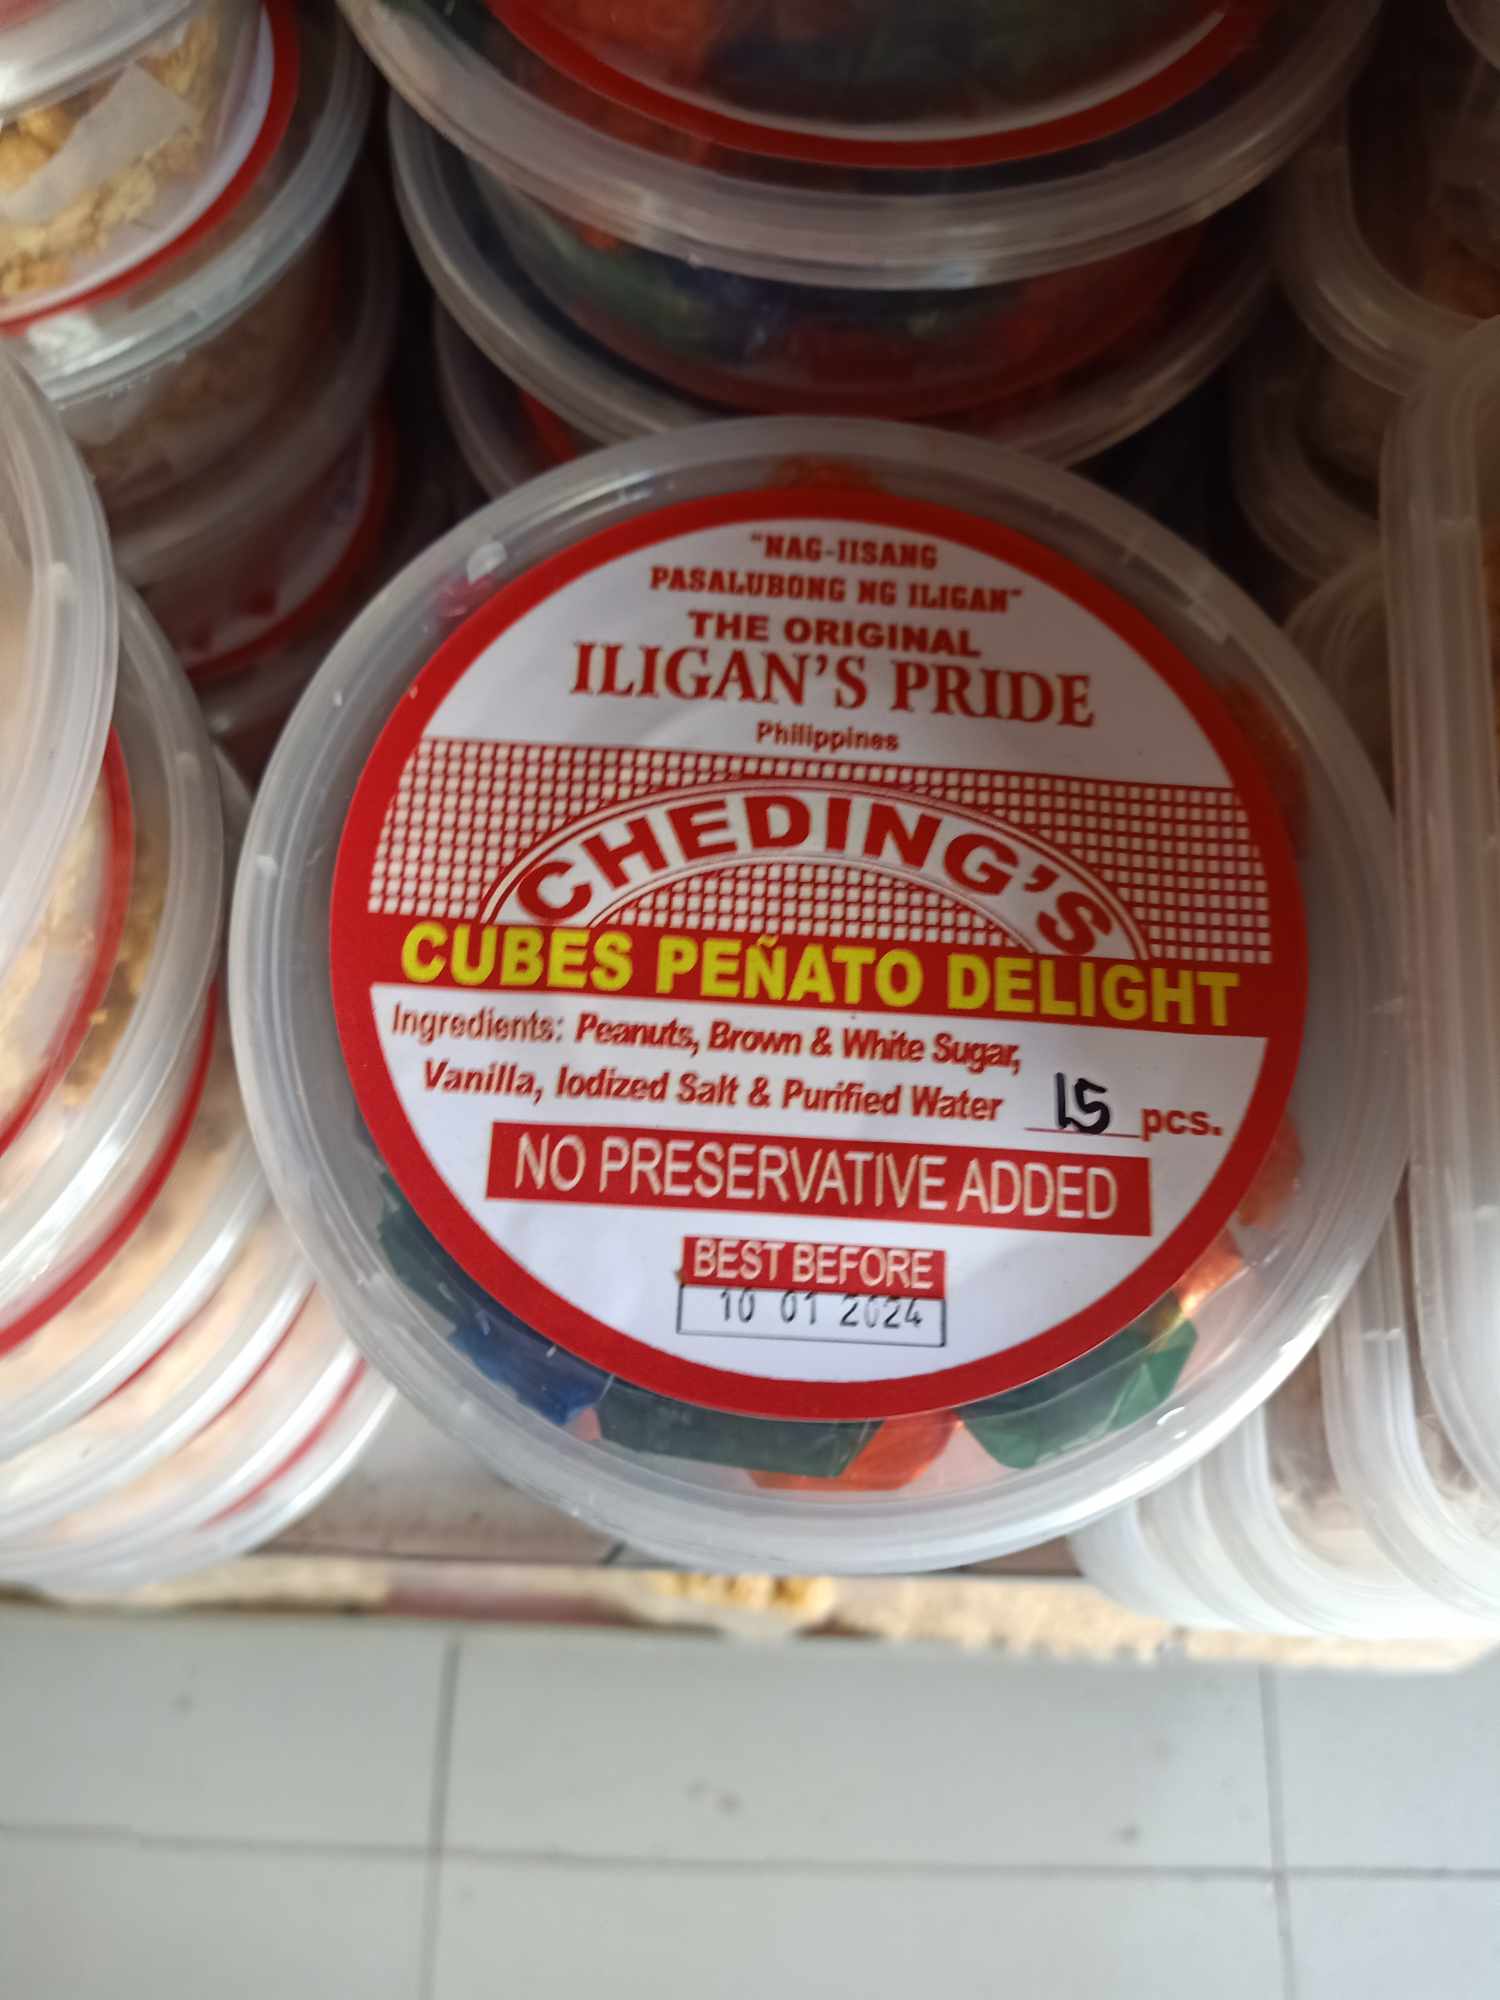 "NAG-IISANG
PASALUBONG NG ILIGAN"
THE ORIGINAL
ILIGAN'S PRIDE
Philippines
CHEDING'S
CUBES PEÑATO DELIGHT
Ingredients: Peanuts, Brown & White Sugar,
Vanilla, Iodized Salt & Purified Water 15 pcs.
NO PRESERVATIVE ADDED
BEST BEFORE
10 01 2024